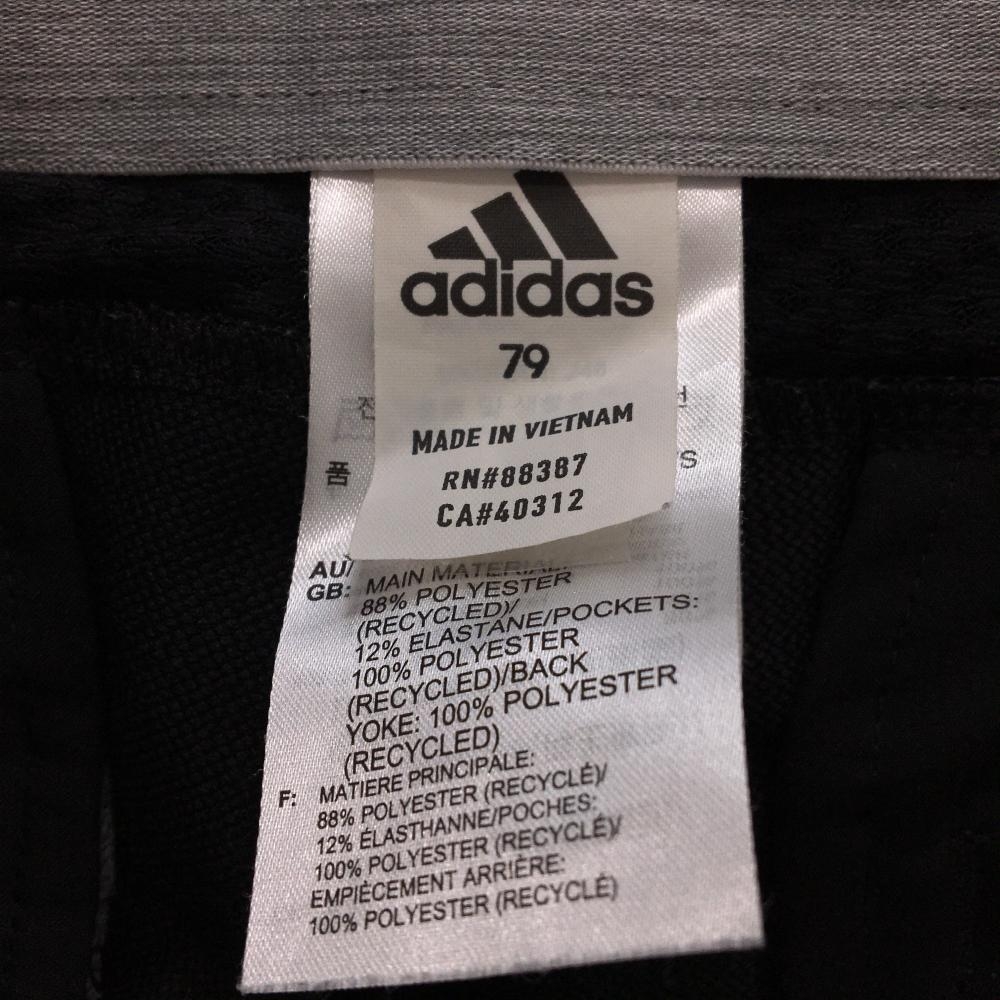 adidas
79
MADE IN VIETNAM
RN#88387
CA#40312
전
품
AU/
GB: MAIN MATERIAL:
88% POLYESTER
(RECYCLED)/
12% ELASTANE/POCKETS:
100% POLYESTER
(RECYCLED)/BACK
YOKE: 100% POLYESTER
(RECYCLED)
F: MATIERE PRINCIPALE:
88% POLYESTER (RECYCLÉ)/
12% ÉLASTHANNE/POCHES:
100% POLYESTER (RECYCLÉ)/
EMPIÈCEMENT ARRIÈRE:
100% POLYESTER (RECYCLÉ)